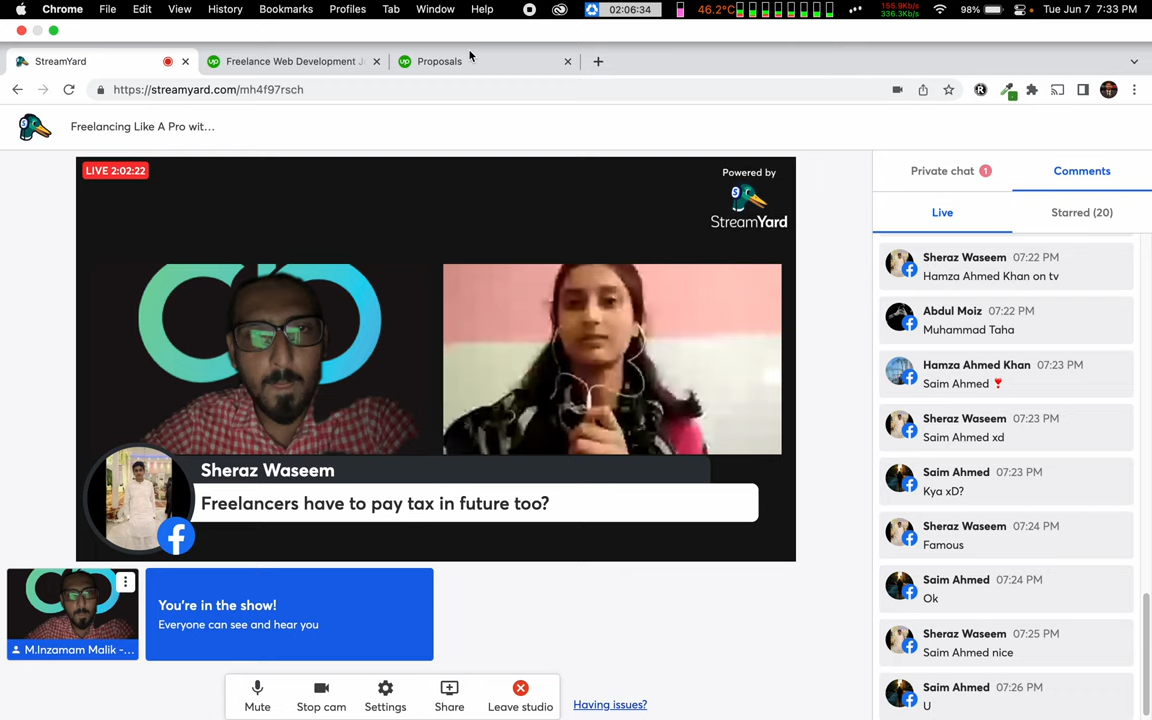 Chrome File Edit View History Bookmarks Profiles Tab Window Help 02:06:34 46.2°C 155.9Kb/s 336.3Kb/s 98% Tue Jun 7 7:33 PM
StreamYard Freelance Web Development J Proposals
https://streamyard.com/mh4f97rsch
Freelancing Like A Pro wit...
LIVE 2:02:22
Powered by
StreamYard
Sheraz Waseem
Freelancers have to pay tax in future too?
M.Inzamam Malik -...
You're in the show!
Everyone can see and hear you
Mute Stop cam Settings Share Leave studio Having issues?
Private chat 1 Comments
Live Starred (20)
Sheraz Waseem 07:22 PM
Hamza Ahmed Khan on tv
Abdul Moiz 07:22 PM
Muhammad Taha
Hamza Ahmed Khan 07:23 PM
Saim Ahmed ❣
Sheraz Waseem 07:23 PM
Saim Ahmed xd
Saim Ahmed 07:23 PM
Kya xD?
Sheraz Waseem 07:24 PM
Famous
Saim Ahmed 07:24 PM
Ok
Sheraz Waseem 07:25 PM
Saim Ahmed nice
Saim Ahmed 07:26 PM
U